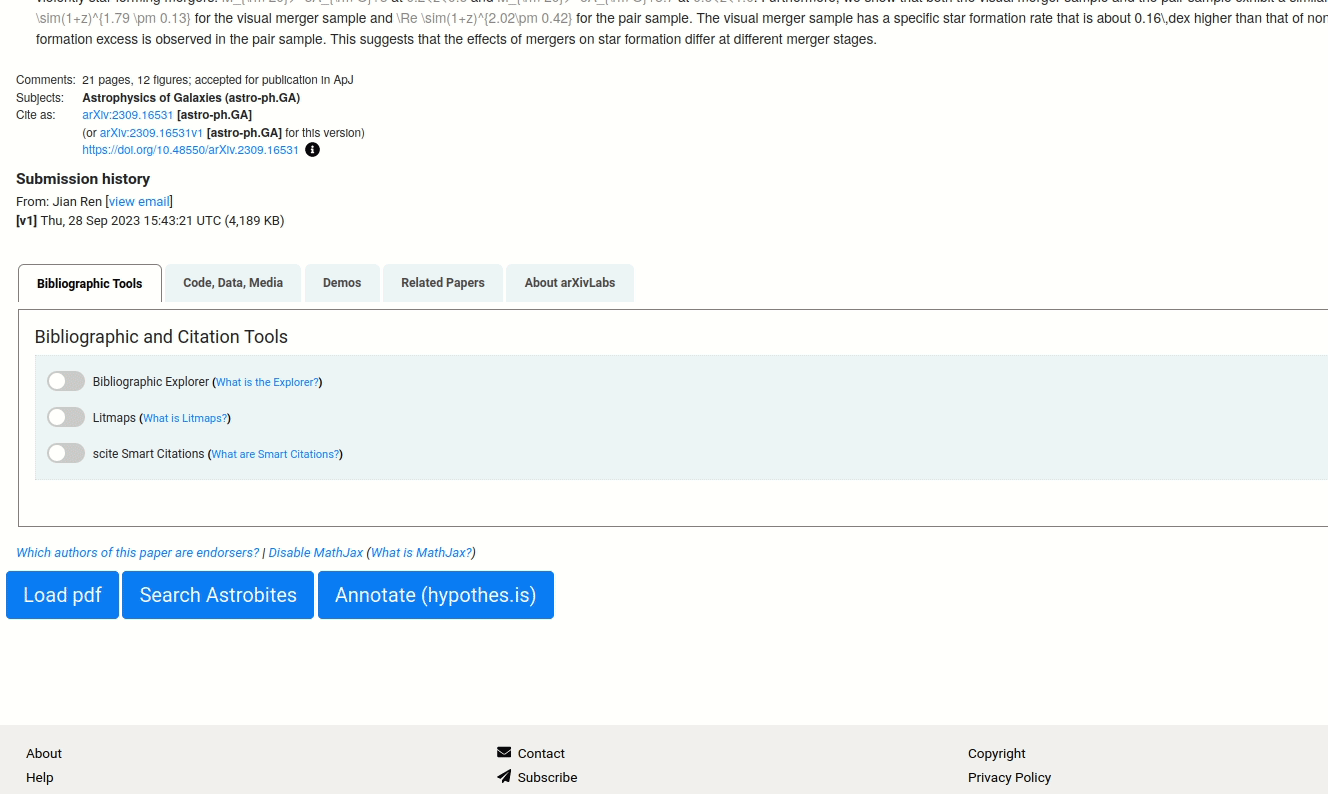 \sim(1+z)^{1.79 \pm 0.13} for the visual merger sample and \Re \sim(1+z)^{2.02\pm 0.42} for the pair sample. The visual merger sample has a specific star formation rate that is about 0.16\,dex higher than that of non
formation excess is observed in the pair sample. This suggests that the effects of mergers on star formation differ at different merger stages.
Comments: 21 pages, 12 figures; accepted for publication in ApJ
Subjects: Astrophysics of Galaxies (astro-ph.GA)
Cite as: arXiv:2309.16531 [astro-ph.GA]
(or arXiv:2309.16531v1 [astro-ph.GA] for this version)
https://doi.org/10.48550/arXiv.2309.16531
Submission history
From: Jian Ren [view email]
[v1] Thu, 28 Sep 2023 15:43:21 UTC (4,189 KB)
Bibliographic Tools Code, Data, Media Demos Related Papers About arXivLabs
Bibliographic and Citation Tools
Bibliographic Explorer (What is the Explorer?)
Litmaps (What is Litmaps?)
scite Smart Citations (What are Smart Citations?)
Which authors of this paper are endorsers? | Disable MathJax (What is MathJax?)
Load pdf Search Astrobites Annotate (hypothes.is)
About Contact Copyright
Help Subscribe Privacy Policy